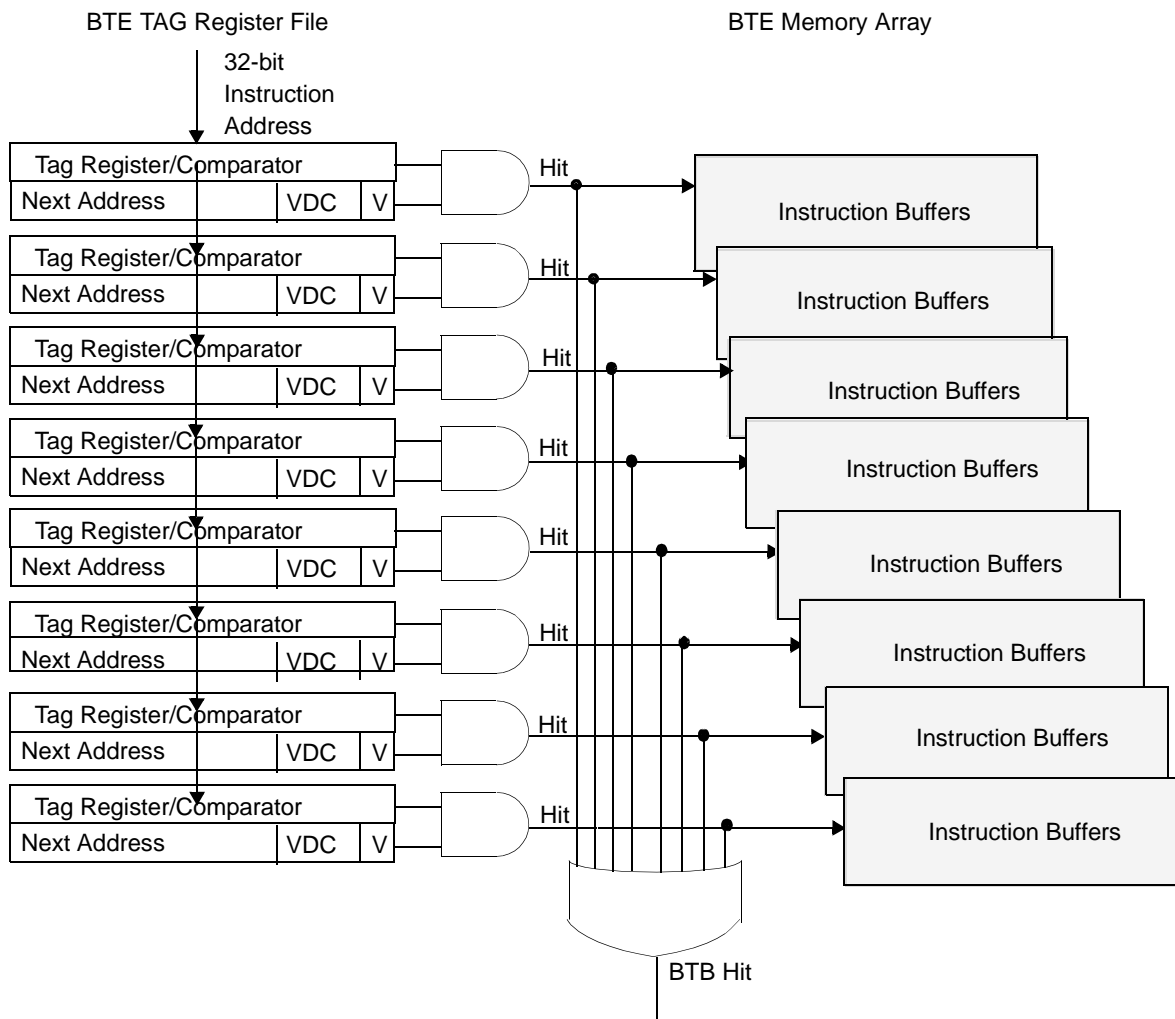 BTE TAG Register File
BTE Memory Array
32-bit
Instruction
Address
Tag Register/Comparator
Next Address VDC V
Hit
Instruction Buffers
Tag Register/Comparator
Next Address VDC V
Hit
Instruction Buffers
Tag Register/Comparator
Next Address VDC V
Hit
Instruction Buffers
Tag Register/Comparator
Next Address VDC V
Hit
Instruction Buffers
Tag Register/Comparator
Next Address VDC V
Hit
Instruction Buffers
Tag Register/Comparator
Next Address VDC V
Hit
Instruction Buffers
Tag Register/Comparator
Next Address VDC V
Hit
Instruction Buffers
Tag Register/Comparator
Next Address VDC V
Hit
Instruction Buffers
BTB Hit